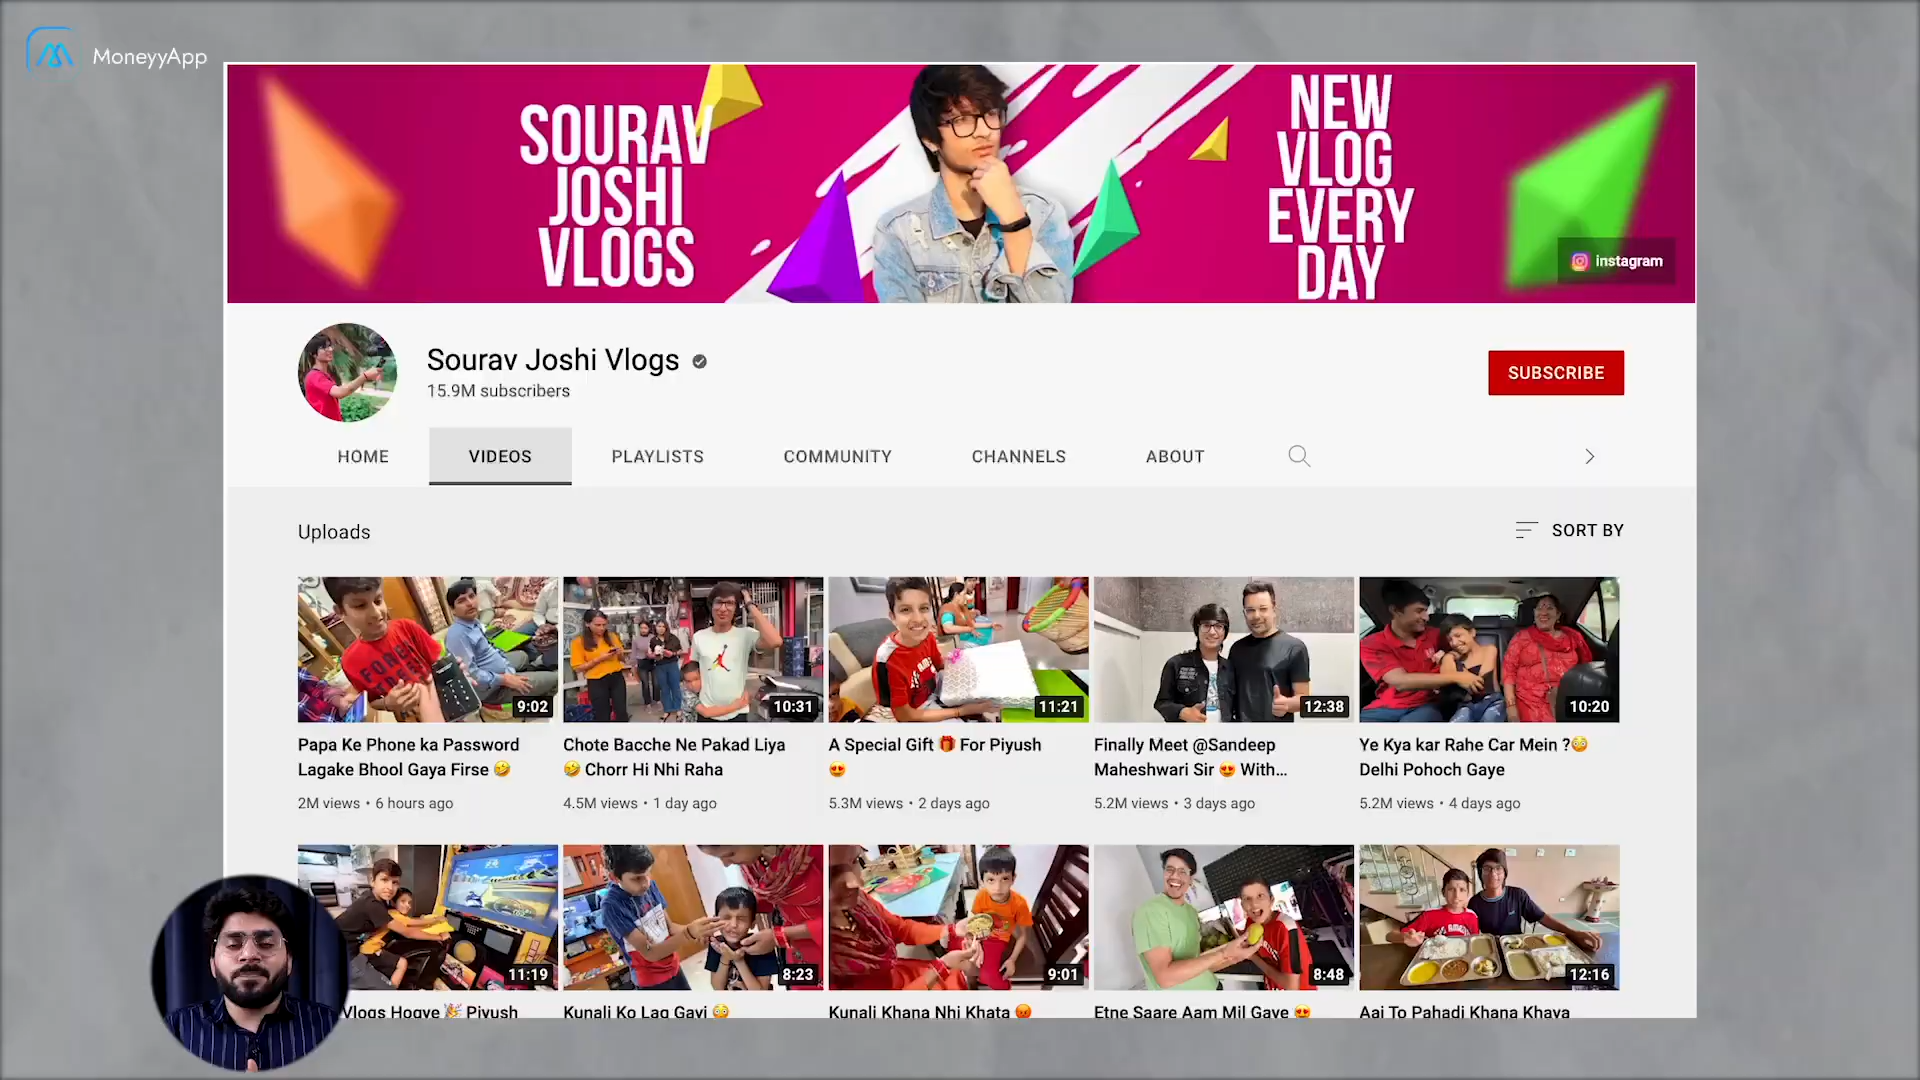 MoneyyApp
SOURAV
JOSHI
VLOGS
NEW
VLOG
EVERY
DAY
instagram
Sourav Joshi Vlogs
15.9M subscribers
SUBSCRIBE
HOME VIDEOS PLAYLISTS COMMUNITY CHANNELS ABOUT
Uploads
SORT BY
9:02
Papa Ke Phone ka Password
Lagake Bhool Gaya Firse 🤣
2M views • 6 hours ago
10:31
Chote Bacche Ne Pakad Liya
🤣 Chorr Hi Nhi Raha
4.5M views • 1 day ago
11:21
A Special Gift 🎁 For Piyush
😍
5.3M views • 2 days ago
12:38
Finally Meet @Sandeep
Maheshwari Sir 😍 With...
5.2M views • 3 days ago
10:20
Ye Kya kar Rahe Car Mein ?😳
Delhi Pohoch Gaye
5.2M views • 4 days ago
11:19
Vlogs Hogye 🎉 Piyush
8:23
Kunali Ko Lag Gayi 😳
9:01
Kunali Khana Nhi Khata 😡
8:48
Etne Saare Aam Mil Gaye 😍
12:16
Aaj To Pahadi Khana Khaya